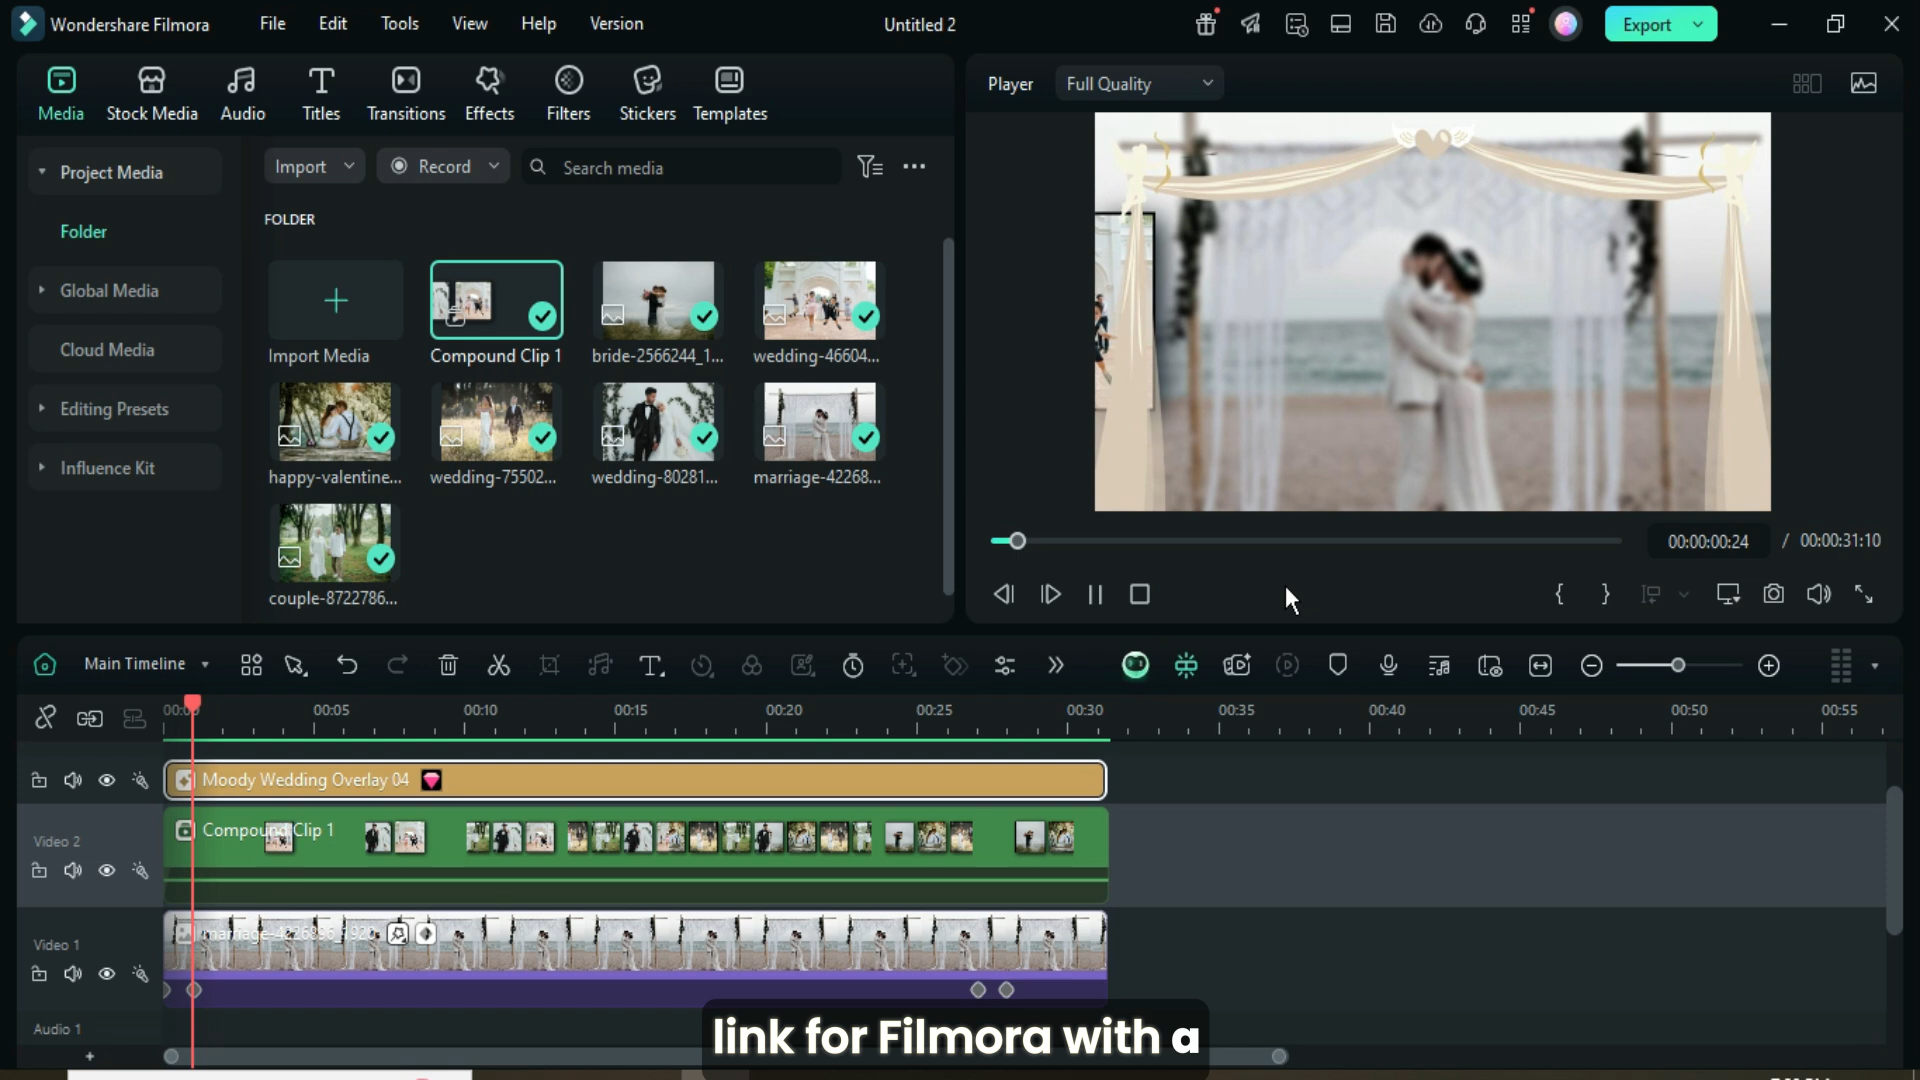 Wondershare Filmora
File
Edit
Tools
View
Help
Version
Untitled 2
Export
Media
Stock Media
Audio
Titles
Transitions
Effects
Filters
Stickers
Templates
Player
Full Quality
Project Media
Folder
Global Media
Cloud Media
Editing Presets
Influence Kit
Import
Record
Search media
FOLDER
Import Media
Compound Clip 1
bride-2566244_1...
wedding-46604...
happy-valentine...
wedding-75502...
wedding-80281...
marriage-42268...
couple-8722786...
00:00:00:24 / 00:00:31:10
Main Timeline
00:05
00:10
00:15
00:20
00:25
00:30
00:35
00:40
00:45
00:50
00:55
Moody Wedding Overlay 04
Video 2
Compound Clip 1
Video 1
marriage-4226896_1920
Audio 1
link for Filmora with a